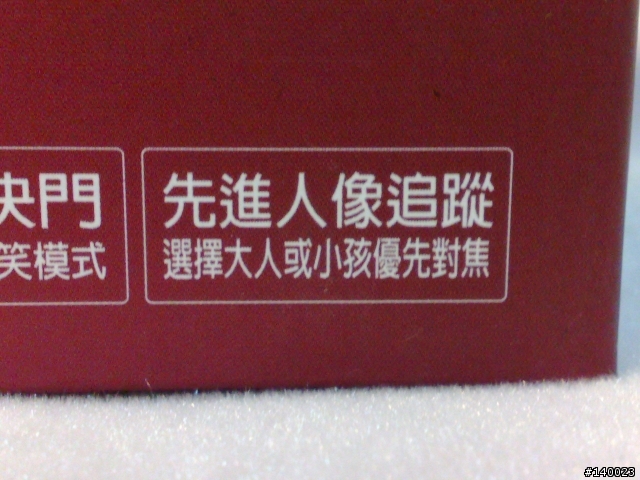 快門
笑模式
先進人像追蹤
選擇大人或小孩優先對焦
#140023